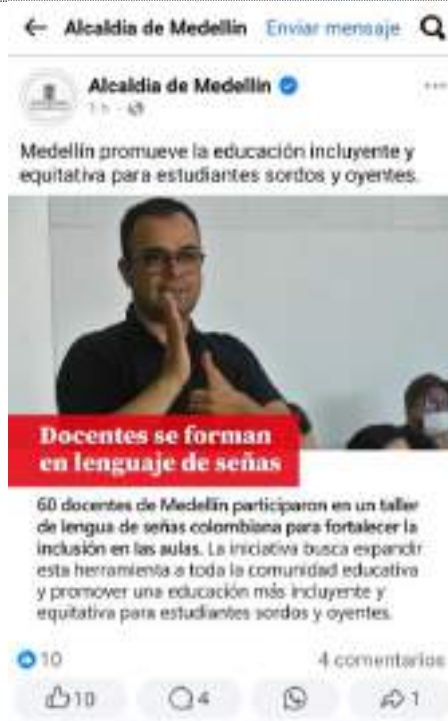 Alcaldia de Medellín Enviar mensaje
Alcaldia de Medellín
1 h
Medellín promueve la educación incluyente y
equitativa para estudiantes sordos y oyentes.
Docentes se forman
en lenguaje de señas
60 docentes de Medellín participaron en un taller
de lengua de señas colombiana para fortalecer la
inclusión en las aulas. La iniciativa busca expandir
esta herramienta a toda la comunidad educativa
y promover una educación más incluyente y
equitativa para estudiantes sordos y oyentes.
10 4 comentarios
10 4 1